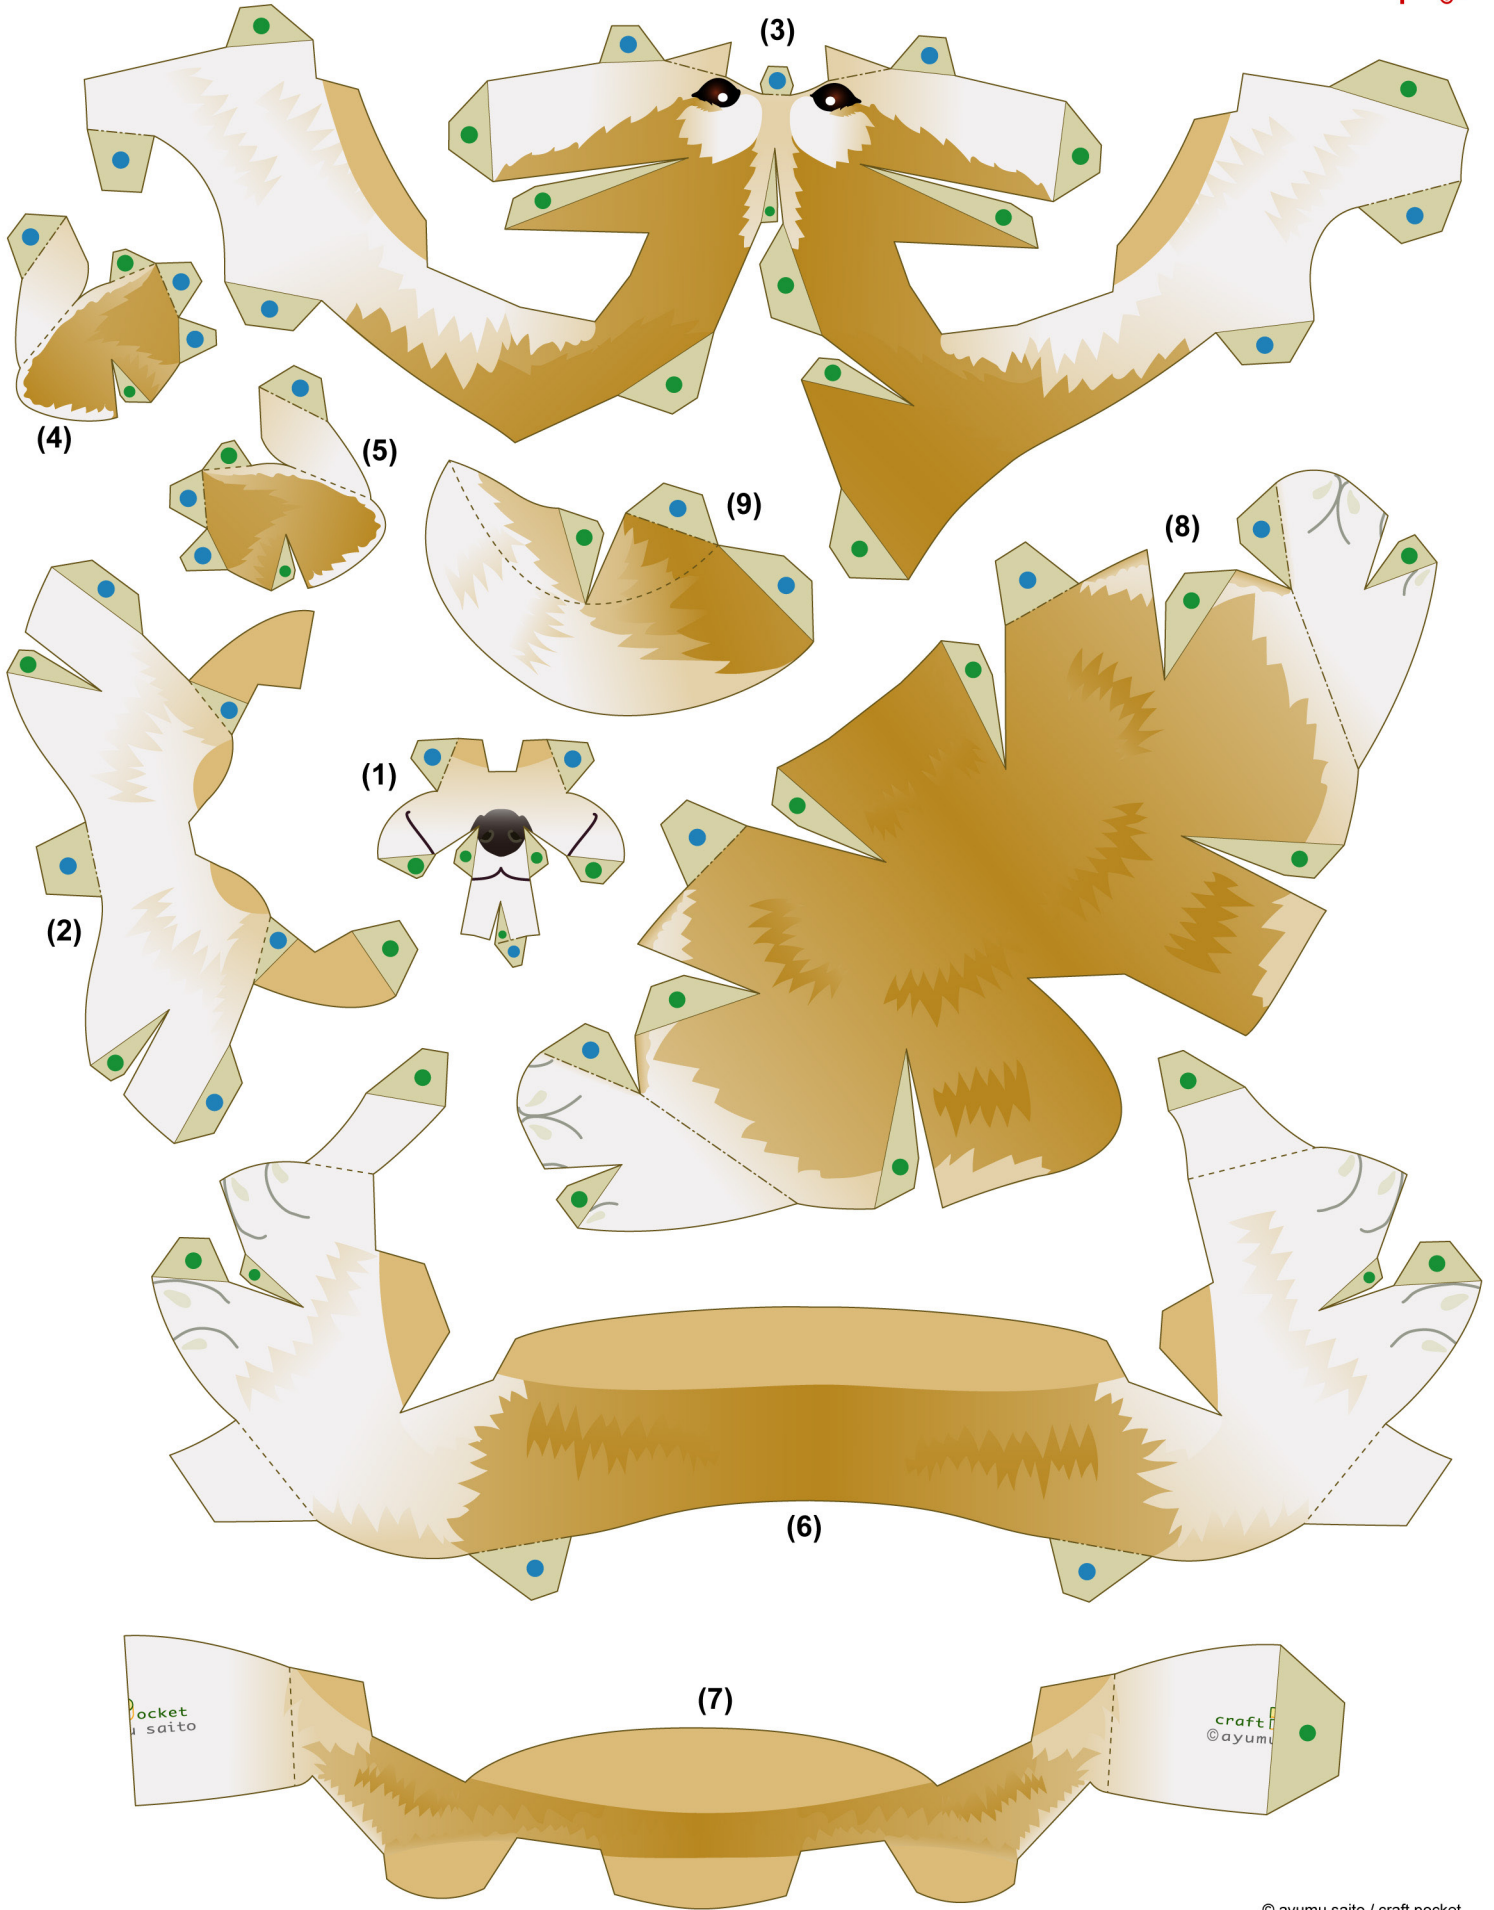 (3)
(4)
(5)
(9)
(8)
(1)
(2)
(6)
(7)
ocket
saito
craft
©ayumu
© ayumu saito / craft pocket